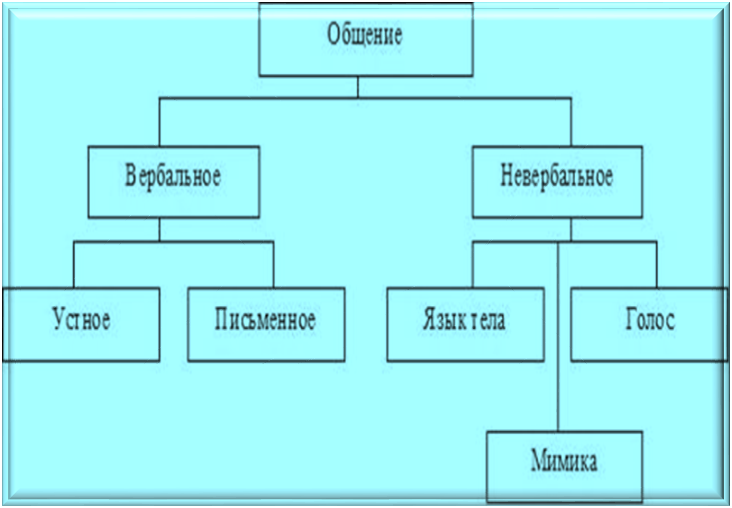 Общение
Вербальное
Невербальное
Устное
Письменное
Язык тела
Голос
Мимика